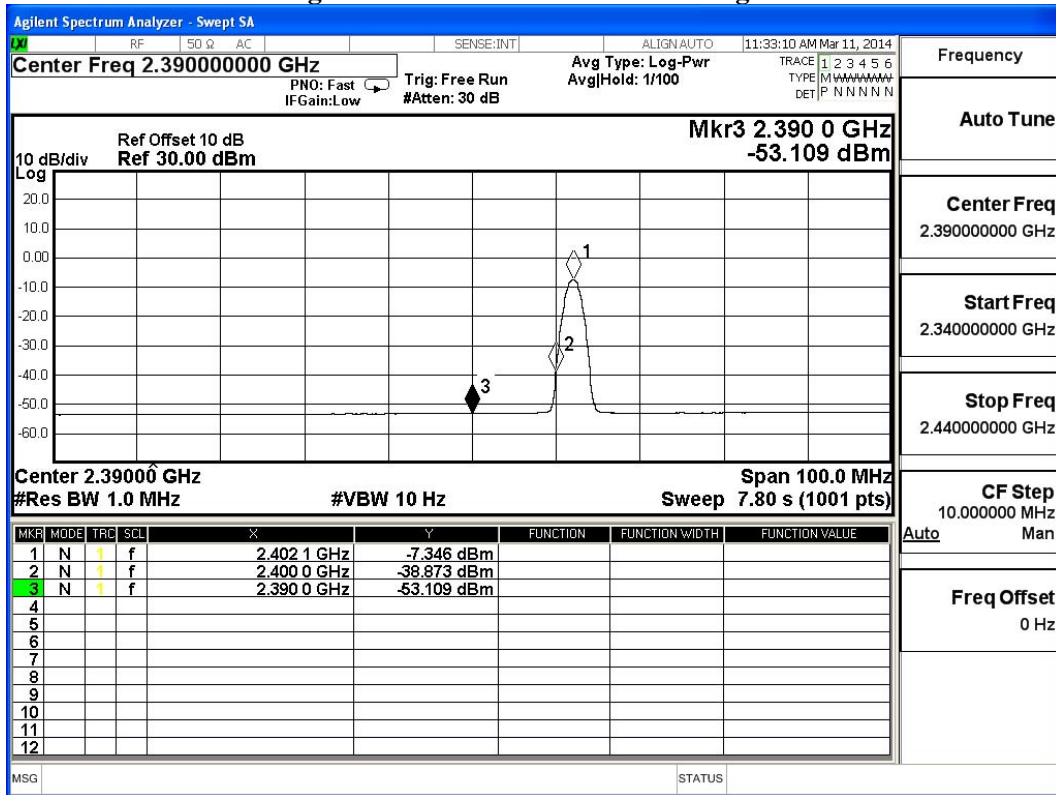 Agilent Spectrum Analyzer - Swept SA
LXI RF 50 Ω AC SENSE:INT ALIGN AUTO 11:33:10 AM Mar 11, 2014
Center Freq 2.390000000 GHz
PNO: Fast
IFGain:Low
Trig: Free Run
#Atten: 30 dB
Avg Type: Log-Pwr
Avg|Hold: 1/100
TRACE 1 2 3 4 5 6
TYPE M
DET P N N N N N
Mkr3 2.390 0 GHz
-53.109 dBm
Ref Offset 10 dB
10 dB/div Ref 30.00 dBm
Log
20.0
10.0
0.00
-10.0
-20.0
-30.0
-40.0
-50.0
-60.0
1
2
3
Center 2.39000 GHz Span 100.0 MHz
#Res BW 1.0 MHz #VBW 10 Hz Sweep 7.80 s (1001 pts)
MKR MODE TRC SCL X Y FUNCTION FUNCTION WIDTH FUNCTION VALUE
1 N 1 f 2.402 1 GHz -7.346 dBm
2 N 1 f 2.400 0 GHz -38.873 dBm
3 N 1 f 2.390 0 GHz -53.109 dBm
4
5
6
7
8
9
10
11
12
MSG STATUS
Frequency
Auto Tune
Center Freq
2.390000000 GHz
Start Freq
2.340000000 GHz
Stop Freq
2.440000000 GHz
CF Step
10.000000 MHz
Auto Man
Freq Offset
0 Hz